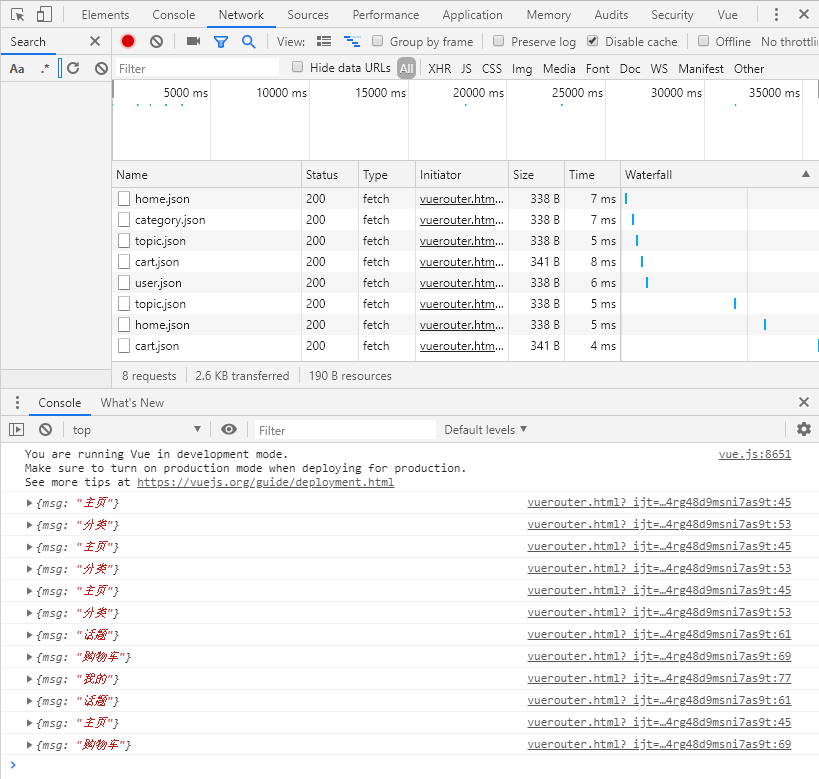 Elements Console Network Sources Performance Application Memory Audits Security Vue
Search
View: Group by frame Preserve log Disable cache Offline No throttli
Aa .* Filter Hide data URLs All XHR JS CSS Img Media Font Doc WS Manifest Other
5000 ms 10000 ms 15000 ms 20000 ms 25000 ms 30000 ms 35000 ms
Name Status Type Initiator Size Time Waterfall
home.json 200 fetch vuerouter.htm... 338 B 7 ms
category.json 200 fetch vuerouter.htm... 338 B 7 ms
topic.json 200 fetch vuerouter.htm... 338 B 5 ms
cart.json 200 fetch vuerouter.htm... 341 B 8 ms
user.json 200 fetch vuerouter.htm... 338 B 6 ms
topic.json 200 fetch vuerouter.htm... 338 B 5 ms
home.json 200 fetch vuerouter.htm... 338 B 5 ms
cart.json 200 fetch vuerouter.htm... 341 B 4 ms
8 requests 2.6 KB transferred 190 B resources
Console What's New
top Filter Default levels
You are running Vue in development mode. vue.js:8651
Make sure to turn on production mode when deploying for production.
See more tips at https://vuejs.org/guide/deployment.html
{msg: "主页"} vuerouter.html?_ijt=…4rg48d9msni7as9t:45
{msg: "分类"} vuerouter.html?_ijt=…4rg48d9msni7as9t:53
{msg: "主页"} vuerouter.html?_ijt=…4rg48d9msni7as9t:45
{msg: "分类"} vuerouter.html?_ijt=…4rg48d9msni7as9t:53
{msg: "主页"} vuerouter.html?_ijt=…4rg48d9msni7as9t:45
{msg: "分类"} vuerouter.html?_ijt=…4rg48d9msni7as9t:53
{msg: "话题"} vuerouter.html?_ijt=…4rg48d9msni7as9t:61
{msg: "购物车"} vuerouter.html?_ijt=…4rg48d9msni7as9t:69
{msg: "我的"} vuerouter.html?_ijt=…4rg48d9msni7as9t:77
{msg: "话题"} vuerouter.html?_ijt=…4rg48d9msni7as9t:61
{msg: "主页"} vuerouter.html?_ijt=…4rg48d9msni7as9t:45
{msg: "购物车"} vuerouter.html?_ijt=…4rg48d9msni7as9t:69